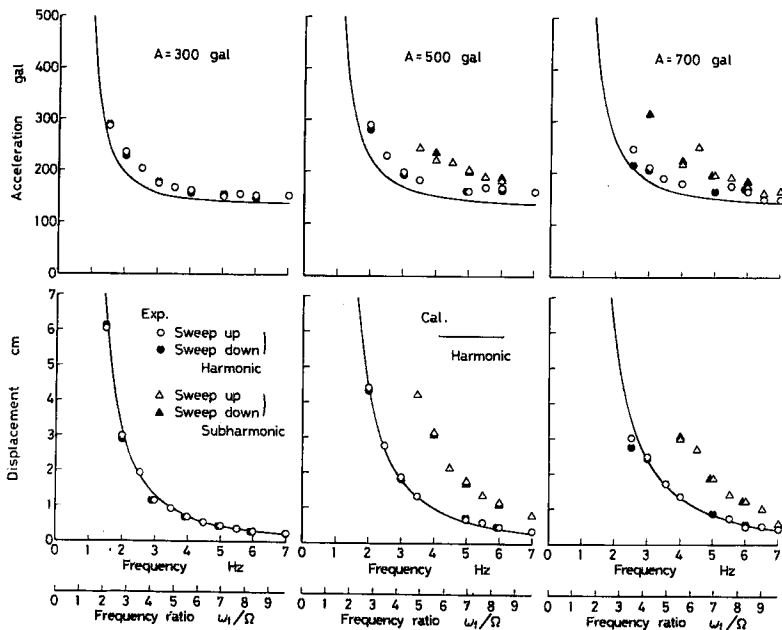 500
400
300
200
100
0
Acceleration gal
A = 300 gal
A = 500 gal
A = 700 gal
7
6
5
4
3
2
1
0
Displacement cm
Exp.
Sweep up
Sweep down
Harmonic
Sweep up
Sweep down
Subharmonic
Cal.
Harmonic
0 1 2 3 4 5 6 7
0 1 2 3 4 5 6 7
0 1 2 3 4 5 6 7
Frequency Hz
Frequency Hz
Frequency Hz
0 1 2 3 4 5 6 7 8 9
0 1 2 3 4 5 6 7 8 9
0 1 2 3 4 5 6 7 8 9
Frequency ratio ω₁/Ω
Frequency ratio ω₁/Ω
Frequency ratio ω₁/Ω